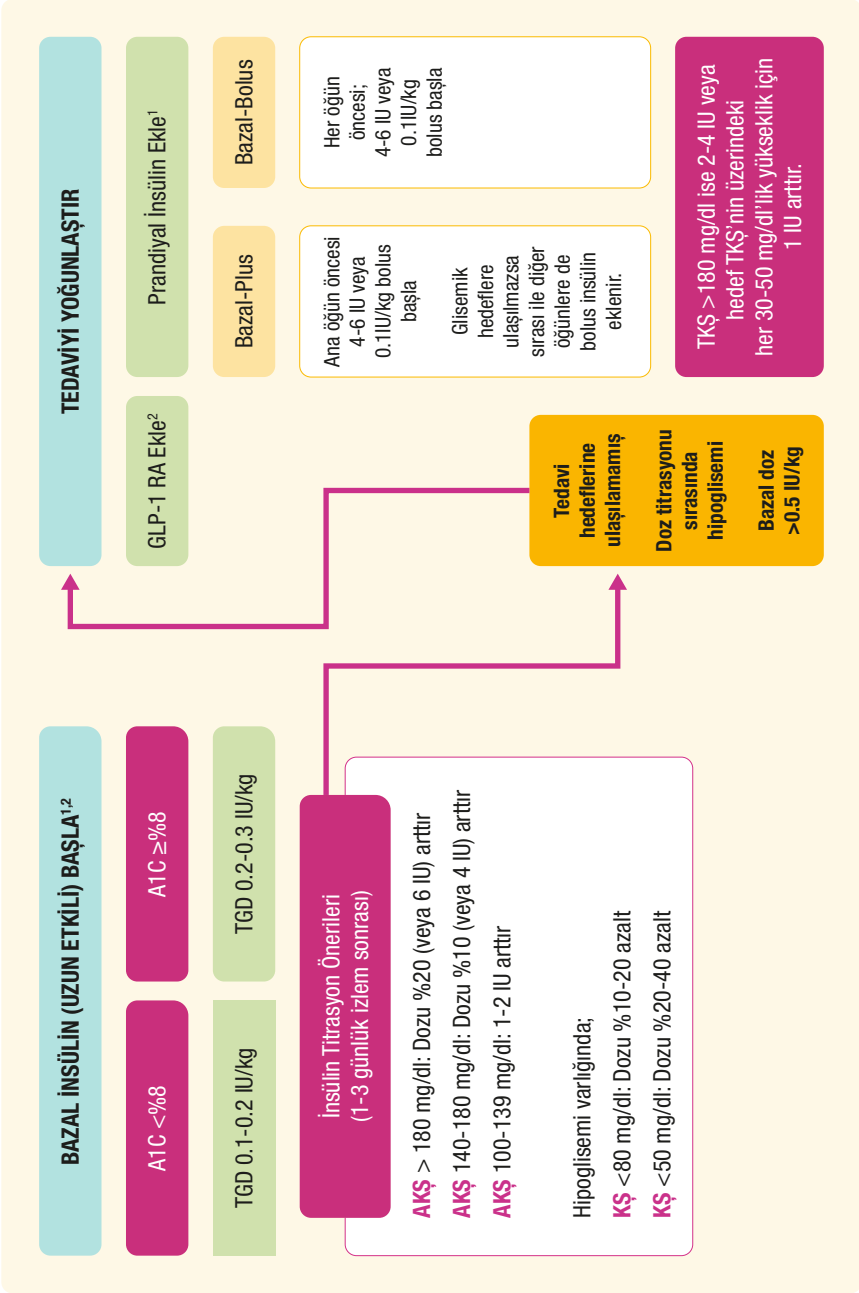 BAZAL İNSÜLİN (UZUN ETKİLİ) BAŞLA1,2
A1C <%8
A1C ≥%8
TGD 0.1-0.2 IU/kg
TGD 0.2-0.3 IU/kg
İnsülin Titrasyon Önerileri
(1-3 günlük izlem sonrası)
AKŞ > 180 mg/dl: Dozu %20 (veya 6 IU) arttır
AKŞ 140-180 mg/dl: Dozu %10 (veya 4 IU) arttır
AKŞ 100-139 mg/dl: 1-2 IU arttır
Hipoglisemi varlığında;
KŞ <80 mg/dl: Dozu %10-20 azalt
KŞ <50 mg/dl: Dozu %20-40 azalt
TEDAVİYİ YOĞUNLAŞTIR
GLP-1 RA Ekle2
Prandiyal İnsülin Ekle1
Bazal-Plus
Bazal-Bolus
Ana öğün öncesi
4-6 IU veya
0.1IU/kg bolus
başla
Glisemik
hedeflere
ulaşılmazsa
sırası ile diğer
öğünlere de
bolus insülin
eklenir.
Her öğün
öncesi;
4-6 IU veya
0.1IU/kg
bolus başla
Tedavi
hedeflerine
ulaşılamamış
Doz titrasyonu
sırasında
hipoglisemi
Bazal doz
>0.5 IU/kg
TKŞ >180 mg/dl ise 2-4 IU veya
hedef TKŞ'nin üzerindeki
her 30-50 mg/dl'lik yükseklik için
1 IU arttır.